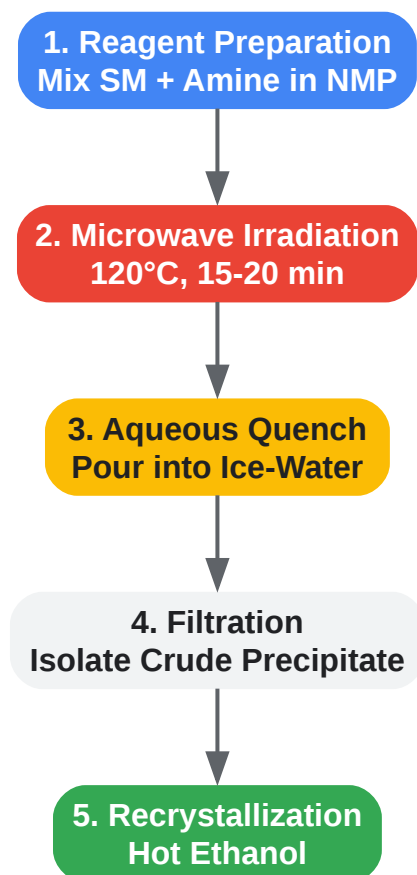 1. Reagent Preparation
Mix SM + Amine in NMP
2. Microwave Irradiation
120°C, 15-20 min
3. Aqueous Quench
Pour into Ice-Water
4. Filtration
Isolate Crude Precipitate
5. Recrystallization
Hot Ethanol